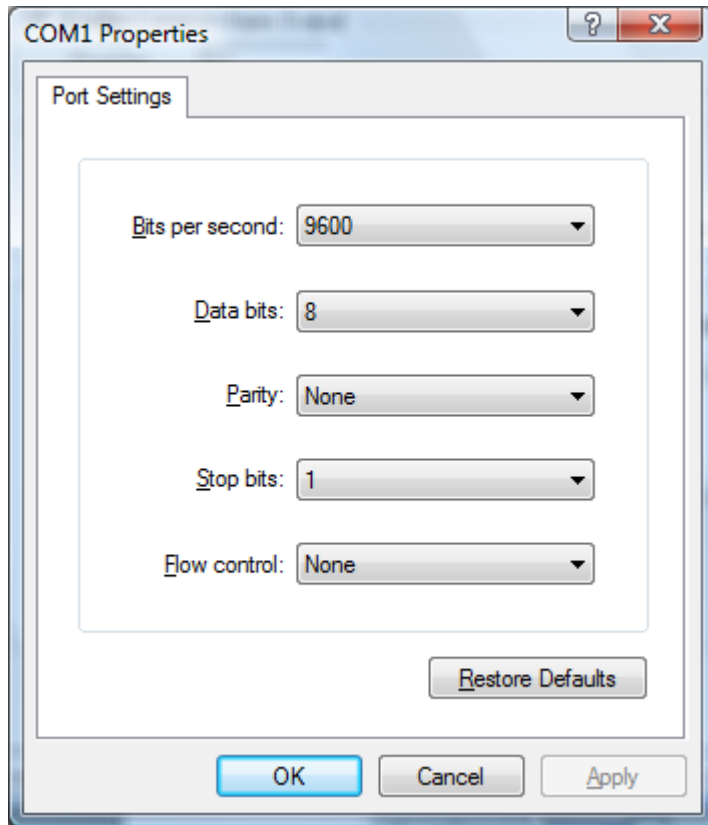 COM1 Properties
Port Settings
Bits per second: 9600
Data bits: 8
Parity: None
Stop bits: 1
Flow control: None
Restore Defaults
OK Cancel Apply